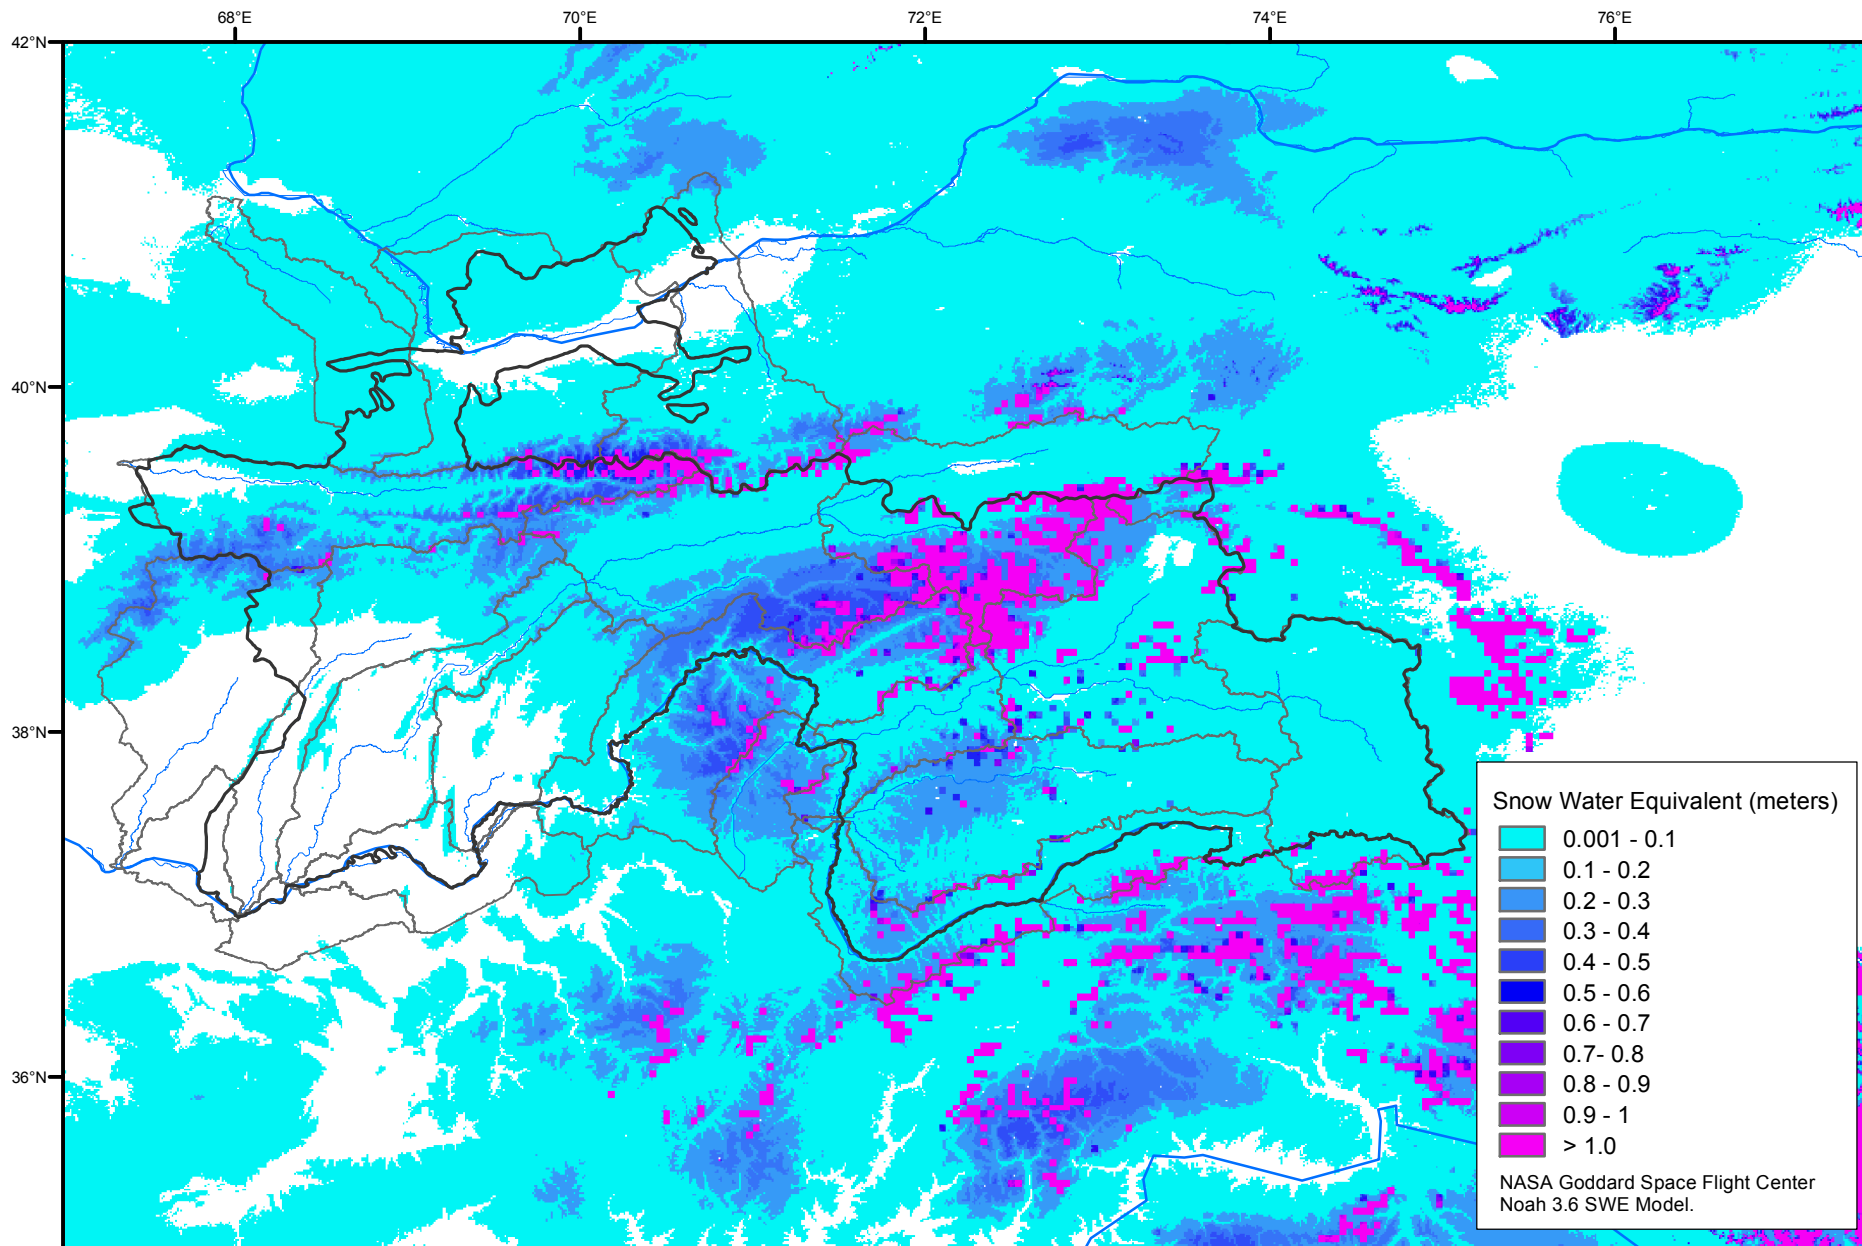 68°E
70°E
72°E
74°E
76°E
42°N
40°N
38°N
36°N
Snow Water Equivalent (meters)
0.001 - 0.1
0.1 - 0.2
0.2 - 0.3
0.3 - 0.4
0.4 - 0.5
0.5 - 0.6
0.6 - 0.7
0.7- 0.8
0.8 - 0.9
0.9 - 1
> 1.0
NASA Goddard Space Flight Center
Noah 3.6 SWE Model.